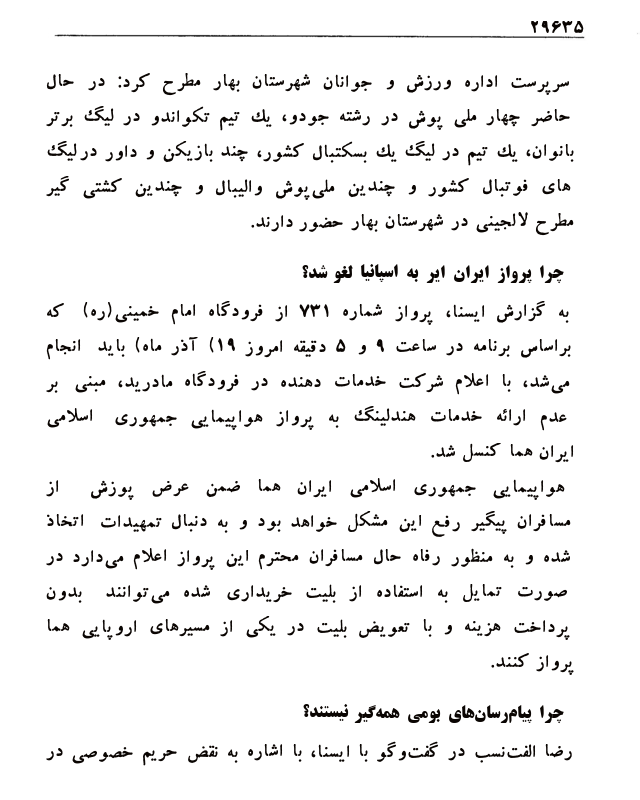 ۲۹۶۳۵
سرپرست اداره ورزش و جوانان شهرستان بهار مطرح کرد: در حال
حاضر چهار ملی پوش در رشته جودو، یك تیم تکواندو در لیگ برتر
بانوان، یك تیم در لیگ یك بسکتبال کشور، چند بازیکن و داور در لیگ
های فوتبال کشور و چندین ملی‌پوش والیبال و چندین کشتی گیر
مطرح لالجینی در شهرستان بهار حضور دارند.
چرا پرواز ایران ایر به اسپانیا لغو شد؟
به گزارش ایسنا، پرواز شماره ۷۳۱ از فرودگاه امام خمینی(ره) که
براساس برنامه در ساعت ۹ و ۵ دقیقه امروز ۱۹) آذر ماه) باید انجام
می‌شد، با اعلام شرکت خدمات دهنده در فرودگاه مادرید، مبنی بر
عدم ارائه خدمات هندلینگ به پرواز هواپیمایی جمهوری اسلامی
ایران هما کنسل شد.
هواپیمایی جمهوری اسلامی ایران هما ضمن عرض پوزش از
مسافران پیگیر رفع این مشکل خواهد بود و به دنبال تمهیدات اتخاذ
شده و به منظور رفاه حال مسافران محترم این پرواز اعلام می‌دارد در
صورت تمایل به استفاده از بلیت خریداری شده می‌توانند بدون
پرداخت هزینه و با تعویض بلیت در یکی از مسیرهای اروپایی هما
پرواز کنند.
چرا پیام‌رسان‌های بومی همه‌گیر نیستند؟
رضا الفت‌نسب در گفت‌وگو با ایسنا، با اشاره به نقض حریم خصوصی در